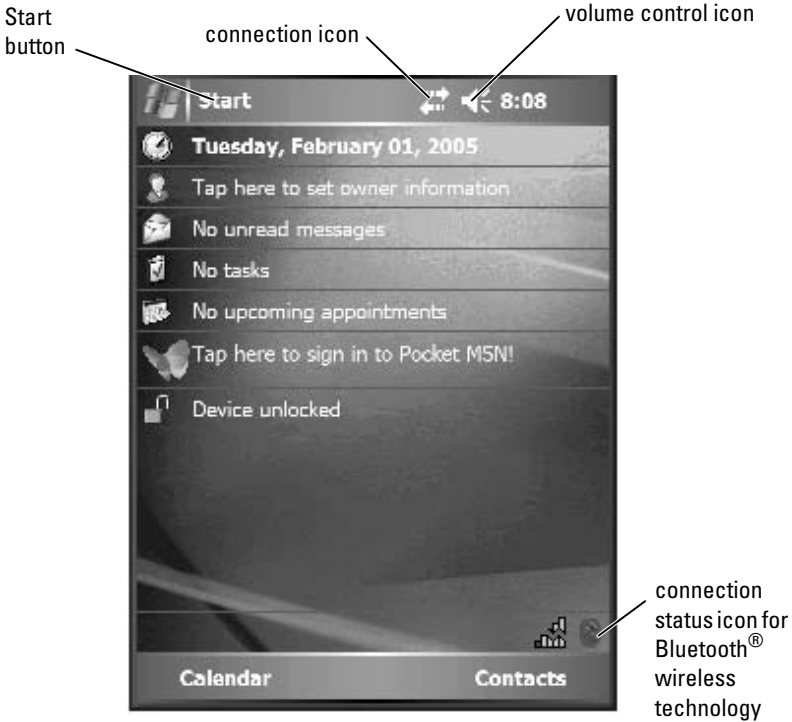 Start
button
connection icon
volume control icon
Start
8:08
Tuesday, February 01, 2005
Tap here to set owner information
No unread messages
No tasks
No upcoming appointments
Tap here to sign in to Pocket MSN!
Device unlocked
connection
status icon for
Bluetooth®
wireless
technology
Calendar
Contacts